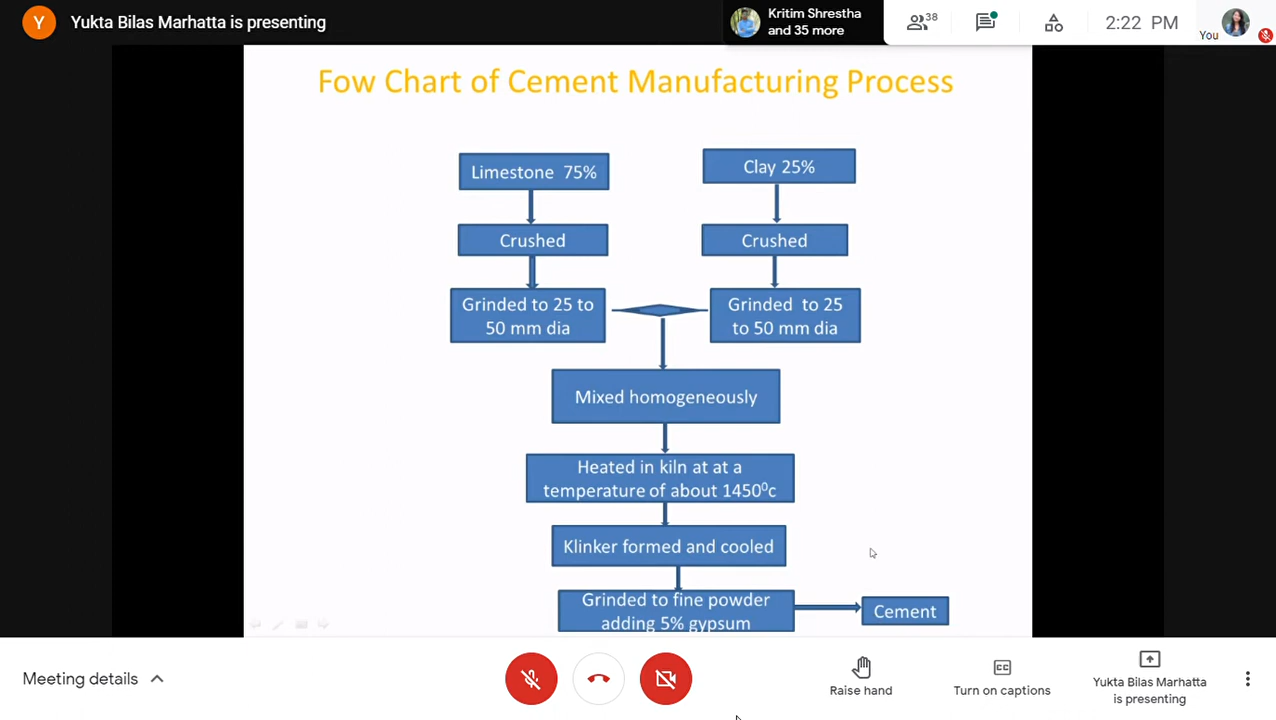 Y
Yukta Bilas Marhatta is presenting
Kritim Shrestha
and 35 more
38
2:22 PM
You
Fow Chart of Cement Manufacturing Process
Limestone 75%
Clay 25%
Crushed
Crushed
Grinded to 25 to
50 mm dia
Grinded to 25
to 50 mm dia
Mixed homogeneously
Heated in kiln at at a
temperature of about 1450⁰c
Klinker formed and cooled
Grinded to fine powder
adding 5% gypsum
Cement
Meeting details
Raise hand
CC
Turn on captions
Yukta Bilas Marhatta
is presenting